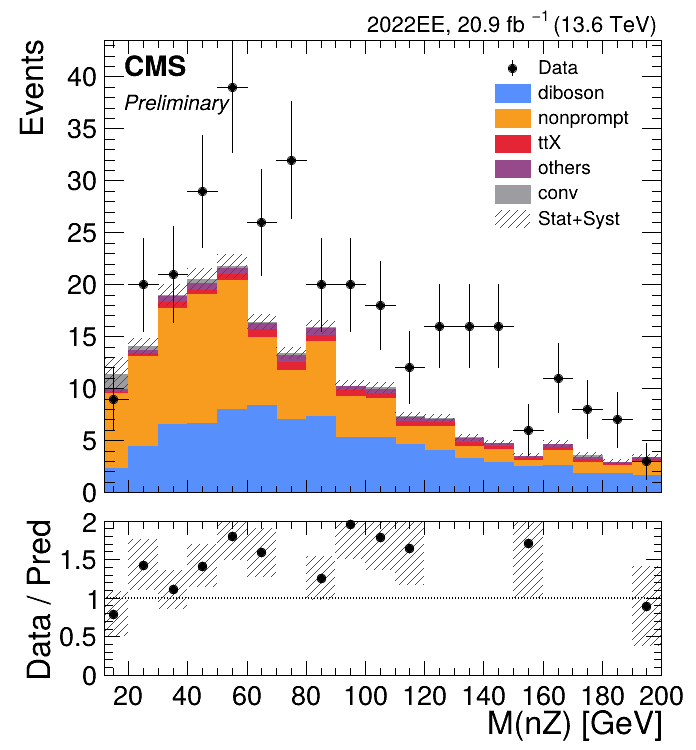 2022EE, 20.9 fb⁻¹ (13.6 TeV)
Events
CMS
Preliminary
Data
diboson
nonprompt
ttX
others
conv
Stat+Syst
40
35
30
25
20
15
10
5
0
Data / Pred
2
1.5
1
0.5
0
20 40 60 80 100 120 140 160 180 200
M(nZ) [GeV]